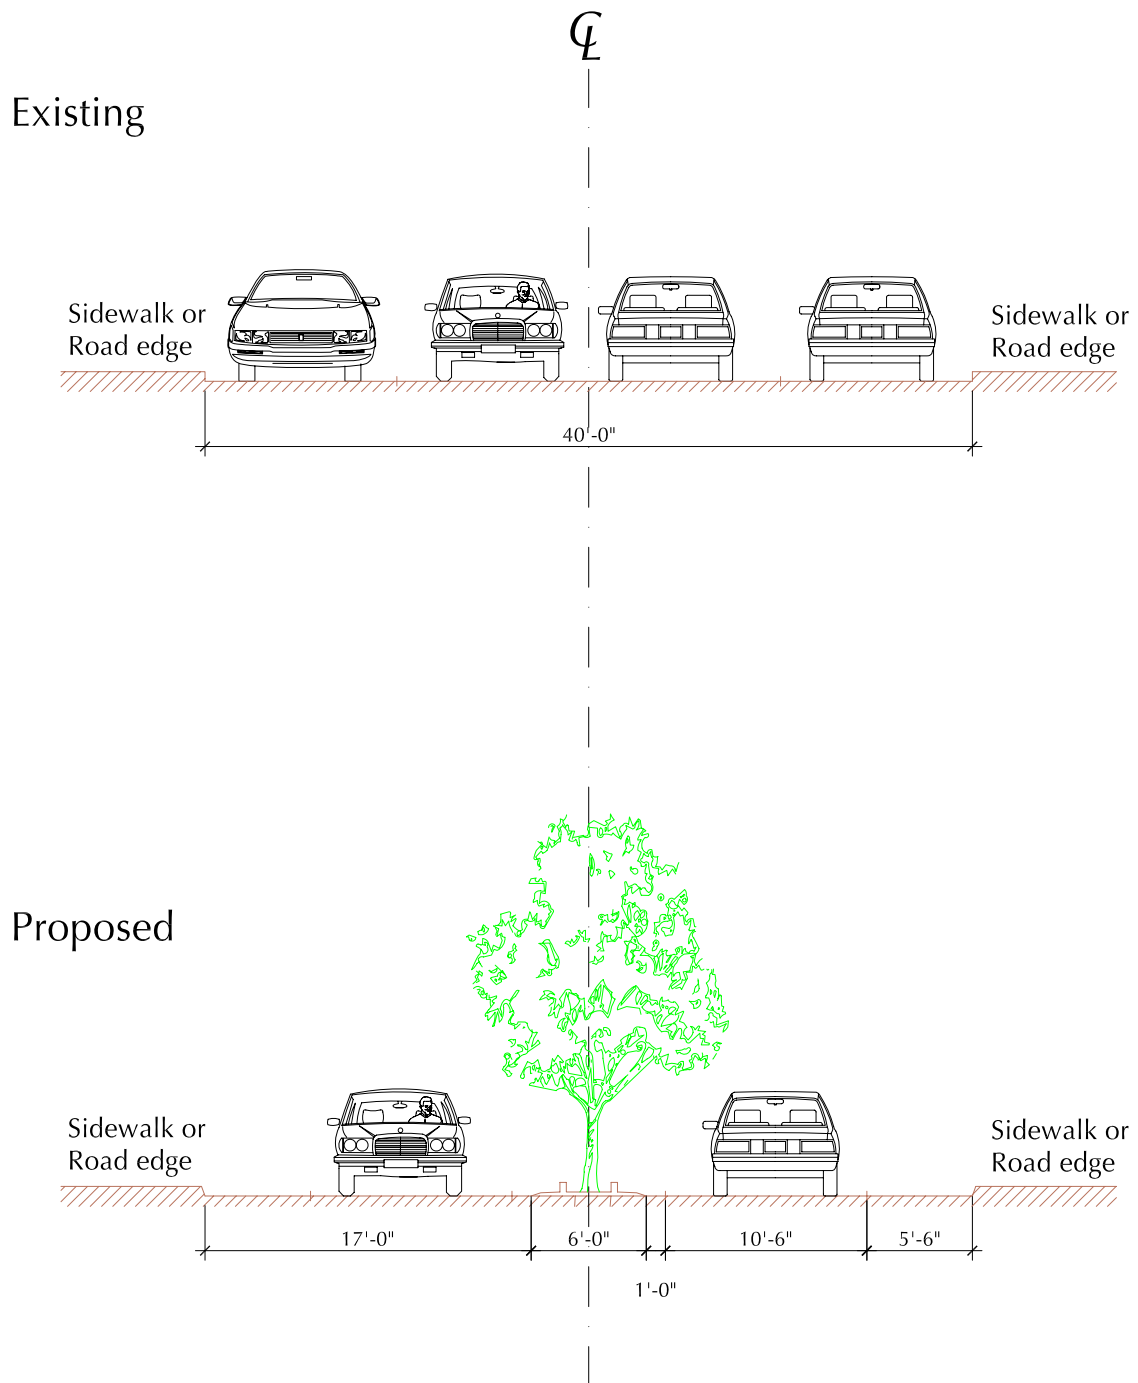 ℄
Existing
Sidewalk or
Road edge
Sidewalk or
Road edge
40'-0"
Proposed
Sidewalk or
Road edge
Sidewalk or
Road edge
17'-0"
6'-0"
10'-6"
5'-6"
1'-0"